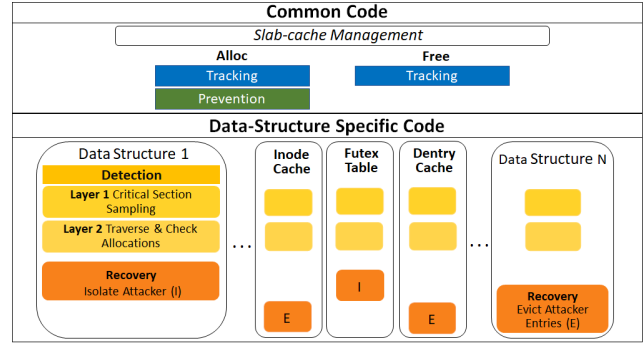 Common Code
Slab-cache Management
Alloc
Free
Tracking
Tracking
Prevention
Data-Structure Specific Code
Data Structure 1
Detection
Layer 1 Critical Section
Sampling
Layer 2 Traverse & Check
Allocations
Recovery
Isolate Attacker (I)
...
Inode
Cache
E
Futex
Table
I
Dentry
Cache
E
...
Data Structure N
Recovery
Evict Attacker
Entries (E)